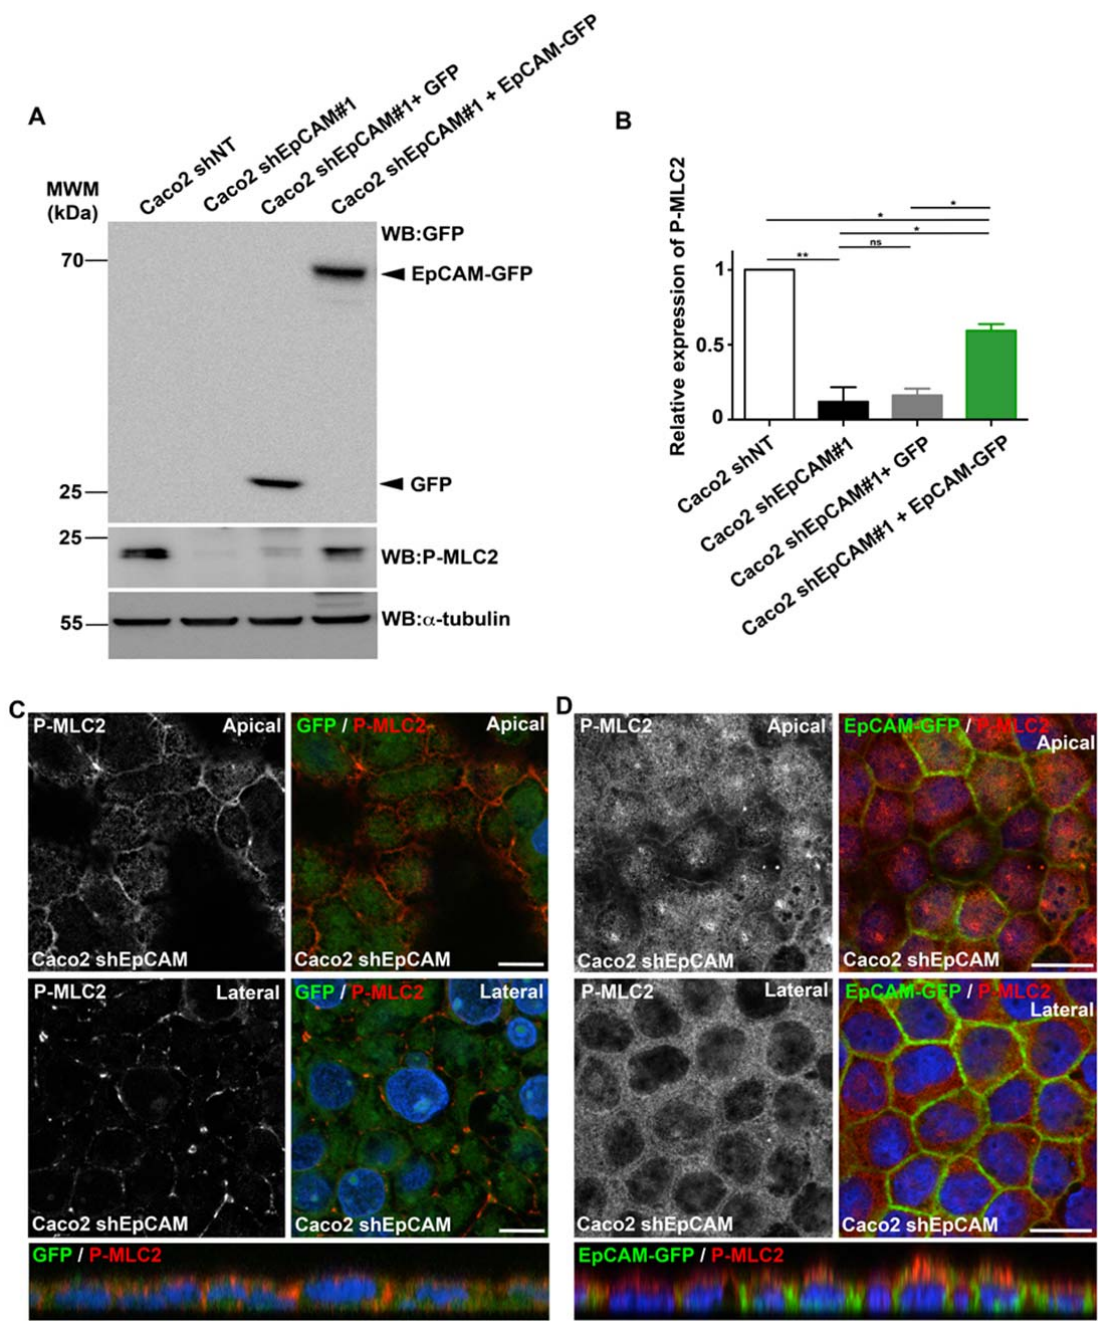 A
Caco2 shNT
Caco2 shEpCAM#1
Caco2 shEpCAM#1+ GFP
Caco2 shEpCAM#1 + EpCAM-GFP
MWM
(kDa)
70
WB:GFP
EpCAM-GFP
25
GFP
25
WB:P-MLC2
55
WB:α-tubulin
B
Relative expression of P-MLC2
*
*
*
ns
**
1
0.5
0
Caco2 shNT
Caco2 shEpCAM#1
Caco2 shEpCAM#1+ GFP
Caco2 shEpCAM#1 + EpCAM-GFP
C
P-MLC2 Apical
Caco2 shEpCAM
GFP / P-MLC2 Apical
Caco2 shEpCAM
P-MLC2 Lateral
Caco2 shEpCAM
GFP / P-MLC2 Lateral
Caco2 shEpCAM
GFP / P-MLC2
D
P-MLC2 Apical
Caco2 shEpCAM
EpCAM-GFP / P-MLC2
Apical
Caco2 shEpCAM
P-MLC2 Lateral
Caco2 shEpCAM
EpCAM-GFP / P-MLC2
Lateral
Caco2 shEpCAM
EpCAM-GFP / P-MLC2